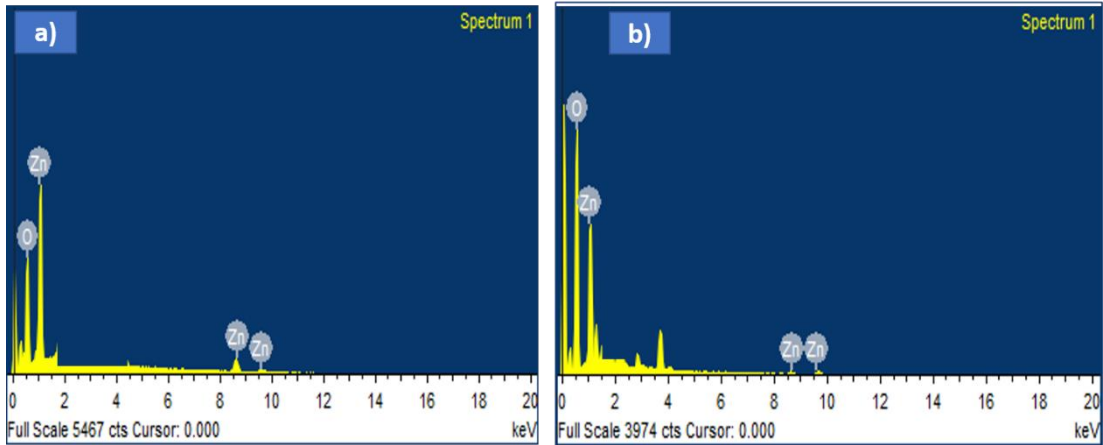 a)
Spectrum 1
Zn
O
Zn
Zn
0 2 4 6 8 10 12 14 16 18 20
Full Scale 5467 cts Cursor: 0.000 keV
b)
Spectrum 1
O
Zn
Zn Zn
0 2 4 6 8 10 12 14 16 18 20
Full Scale 3974 cts Cursor: 0.000 keV